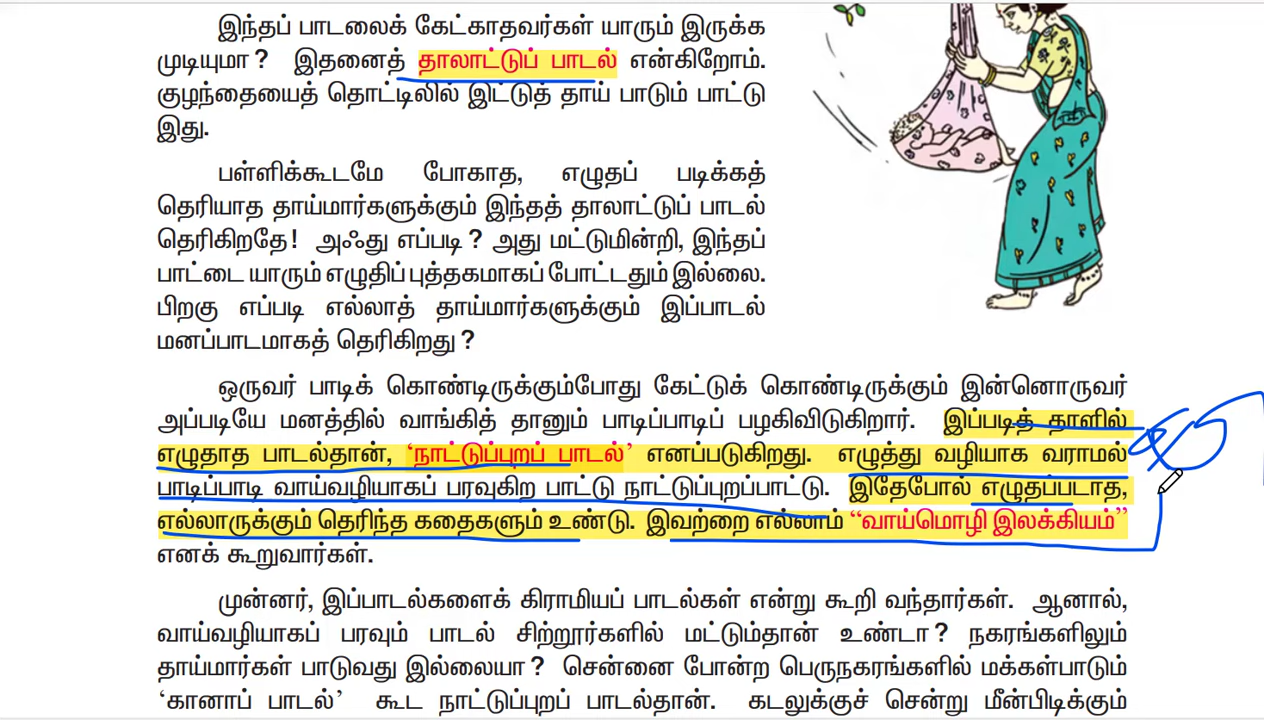 இந்தப் பாடலைக் கேட்காதவர்கள் யாரும் இருக்க
முடியுமா? இதனைத் தாலாட்டுப் பாடல் என்கிறோம்.
குழந்தையைத் தொட்டிலில் இட்டுத் தாய் பாடும் பாட்டு
இது.
பள்ளிக்கூடமே போகாத, எழுதப் படிக்கத்
தெரியாத தாய்மார்களுக்கும் இந்தத் தாலாட்டுப் பாடல்
தெரிகிறதே! அஃது எப்படி? அது மட்டுமின்றி, இந்தப்
பாட்டை யாரும் எழுதிப் புத்தகமாகப் போட்டதும் இல்லை.
பிறகு எப்படி எல்லாத் தாய்மார்களுக்கும் இப்பாடல்
மனப்பாடமாகத் தெரிகிறது?
ஒருவர் பாடிக் கொண்டிருக்கும்போது கேட்டுக் கொண்டிருக்கும் இன்னொருவர்
அப்படியே மனத்தில் வாங்கித் தானும் பாடிப்பாடிப் பழகிவிடுகிறார். இப்படித் தாளில்
எழுதாத பாடல்தான், ‘நாட்டுப்புறப் பாடல்’ எனப்படுகிறது. எழுத்து வழியாக வராமல்
பாடிப்பாடி வாய்வழியாகப் பரவுகிற பாட்டு நாட்டுப்புறப்பாட்டு. இதேபோல் எழுதப்படாத,
எல்லாருக்கும் தெரிந்த கதைகளும் உண்டு. இவற்றை எல்லாம் “வாய்மொழி இலக்கியம்”
எனக் கூறுவார்கள்.
முன்னர், இப்பாடல்களைக் கிராமியப் பாடல்கள் என்று கூறி வந்தார்கள். ஆனால்,
வாய்வழியாகப் பரவும் பாடல் சிற்றூர்களில் மட்டும்தான் உண்டா? நகரங்களிலும்
தாய்மார்கள் பாடுவது இல்லையா? சென்னை போன்ற பெருநகரங்களில் மக்கள்பாடும்
‘கானாப் பாடல்’ கூட நாட்டுப்புறப் பாடல்தான். கடலுக்குச் சென்று மீன்பிடிக்கும்